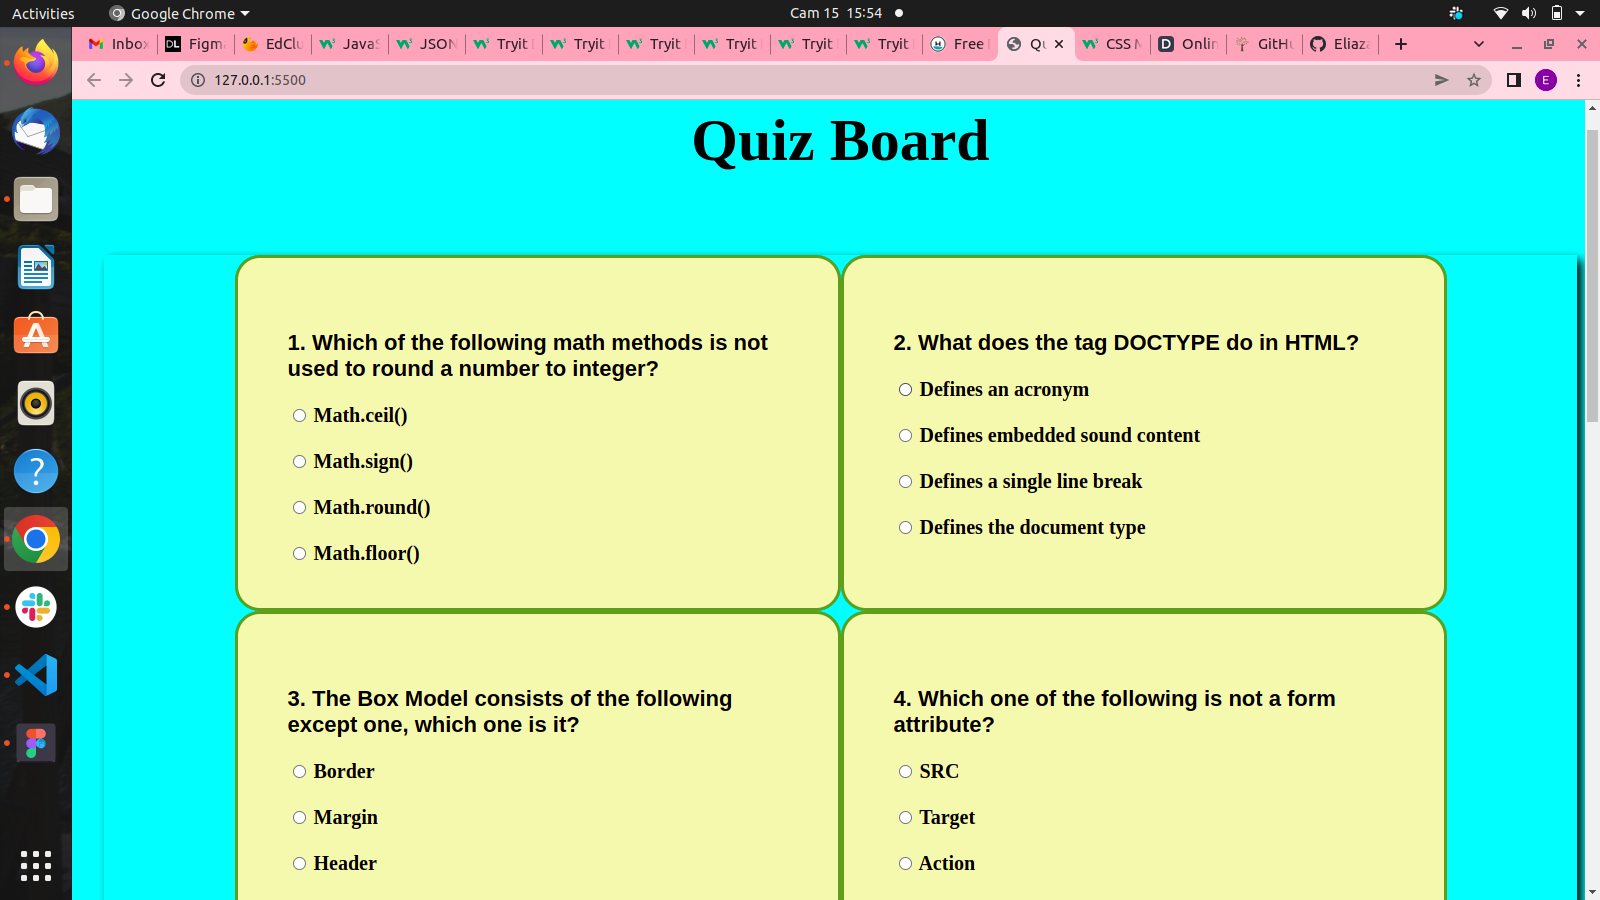 Activities
Google Chrome
Cam 15 15:54
Inbox
Figma
EdClu
JavaS
JSON
Tryit
Tryit
Tryit
Tryit
Tryit
Tryit
Free
Qu
CSS M
Onlin
GitHu
Eliaza
127.0.0.1:5500
E
Quiz Board
1. Which of the following math methods is not
used to round a number to integer?
Math.ceil()
Math.sign()
Math.round()
Math.floor()
2. What does the tag DOCTYPE do in HTML?
Defines an acronym
Defines embedded sound content
Defines a single line break
Defines the document type
3. The Box Model consists of the following
except one, which one is it?
Border
Margin
Header
4. Which one of the following is not a form
attribute?
SRC
Target
Action